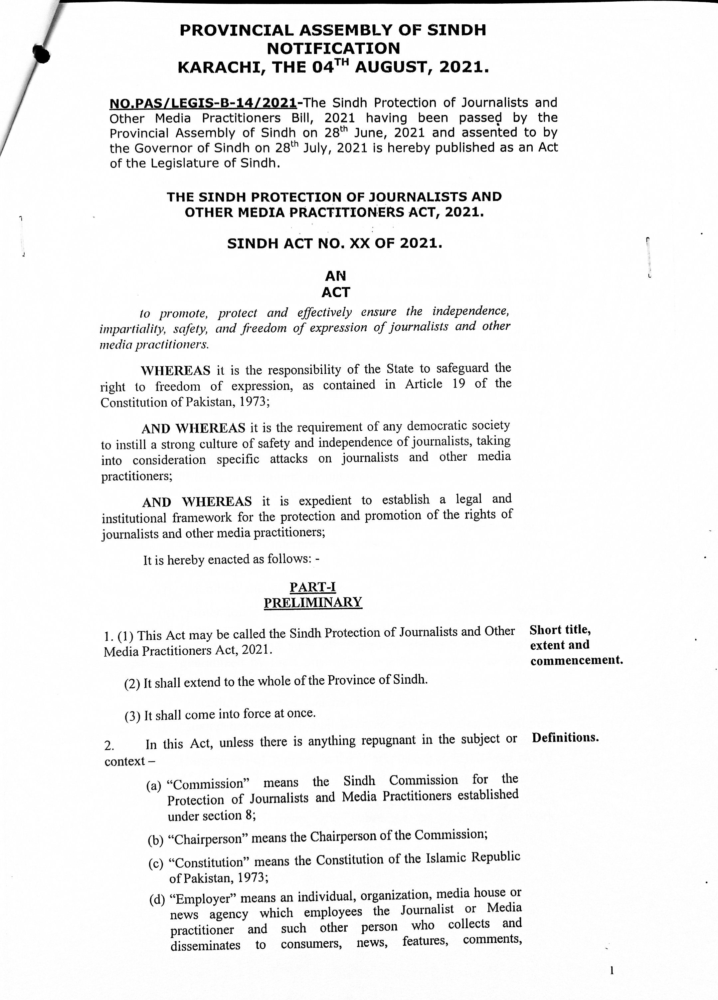 PROVINCIAL ASSEMBLY OF SINDH
NOTIFICATION
KARACHI, THE 04TH AUGUST, 2021.
NO.PAS/LEGIS-B-14/2021-The Sindh Protection of Journalists and
Other Media Practitioners Bill, 2021 having been passed by the
Provincial Assembly of Sindh on 28th June, 2021 and assented to by
the Governor of Sindh on 28th July, 2021 is hereby published as an Act
of the Legislature of Sindh.
THE SINDH PROTECTION OF JOURNALISTS AND
OTHER MEDIA PRACTITIONERS ACT, 2021.
SINDH ACT NO. XX OF 2021.
AN
ACT
to promote, protect and effectively ensure the independence,
impartiality, safety, and freedom of expression of journalists and other
media practitioners.
WHEREAS it is the responsibility of the State to safeguard the
right to freedom of expression, as contained in Article 19 of the
Constitution of Pakistan, 1973;
AND WHEREAS it is the requirement of any democratic society
to instill a strong culture of safety and independence of journalists, taking
into consideration specific attacks on journalists and other media
practitioners;
AND WHEREAS it is expedient to establish a legal and
institutional framework for the protection and promotion of the rights of
journalists and other media practitioners;
It is hereby enacted as follows: -
PART-I
PRELIMINARY
1. (1) This Act may be called the Sindh Protection of Journalists and Other
Media Practitioners Act, 2021.
Short title,
extent and
commencement.
(2) It shall extend to the whole of the Province of Sindh.
(3) It shall come into force at once.
2. In this Act, unless there is anything repugnant in the subject or
context –
Definitions.
(a) “Commission” means the Sindh Commission for the
Protection of Journalists and Media Practitioners established
under section 8;
(b) “Chairperson” means the Chairperson of the Commission;
(c) “Constitution” means the Constitution of the Islamic Republic
of Pakistan, 1973;
(d) “Employer” means an individual, organization, media house or
news agency which employees the Journalist or Media
practitioner and such other person who collects and
disseminates to consumers, news, features, comments,
1